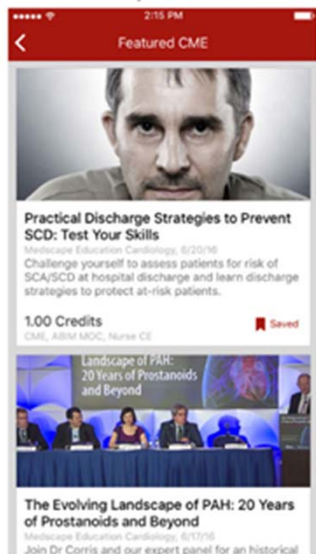 2:15 PM
Featured CME
Practical Discharge Strategies to Prevent
SCD: Test Your Skills
Medscape Education Cardiology, 6/20/16
Challenge yourself to assess patients for risk of
SCA/SCD at hospital discharge and learn discharge
strategies to protect at-risk patients.
1.00 Credits
Saved
CME, ABIM MOC, Nurse CE
Landscape of PAH:
20 Years of Prostanoids
and Beyond
The Evolving Landscape of PAH: 20 Years
of Prostanoids and Beyond
Medscape Education Cardiology, 6/17/16
Join Dr Corris and our expert panel for an historical